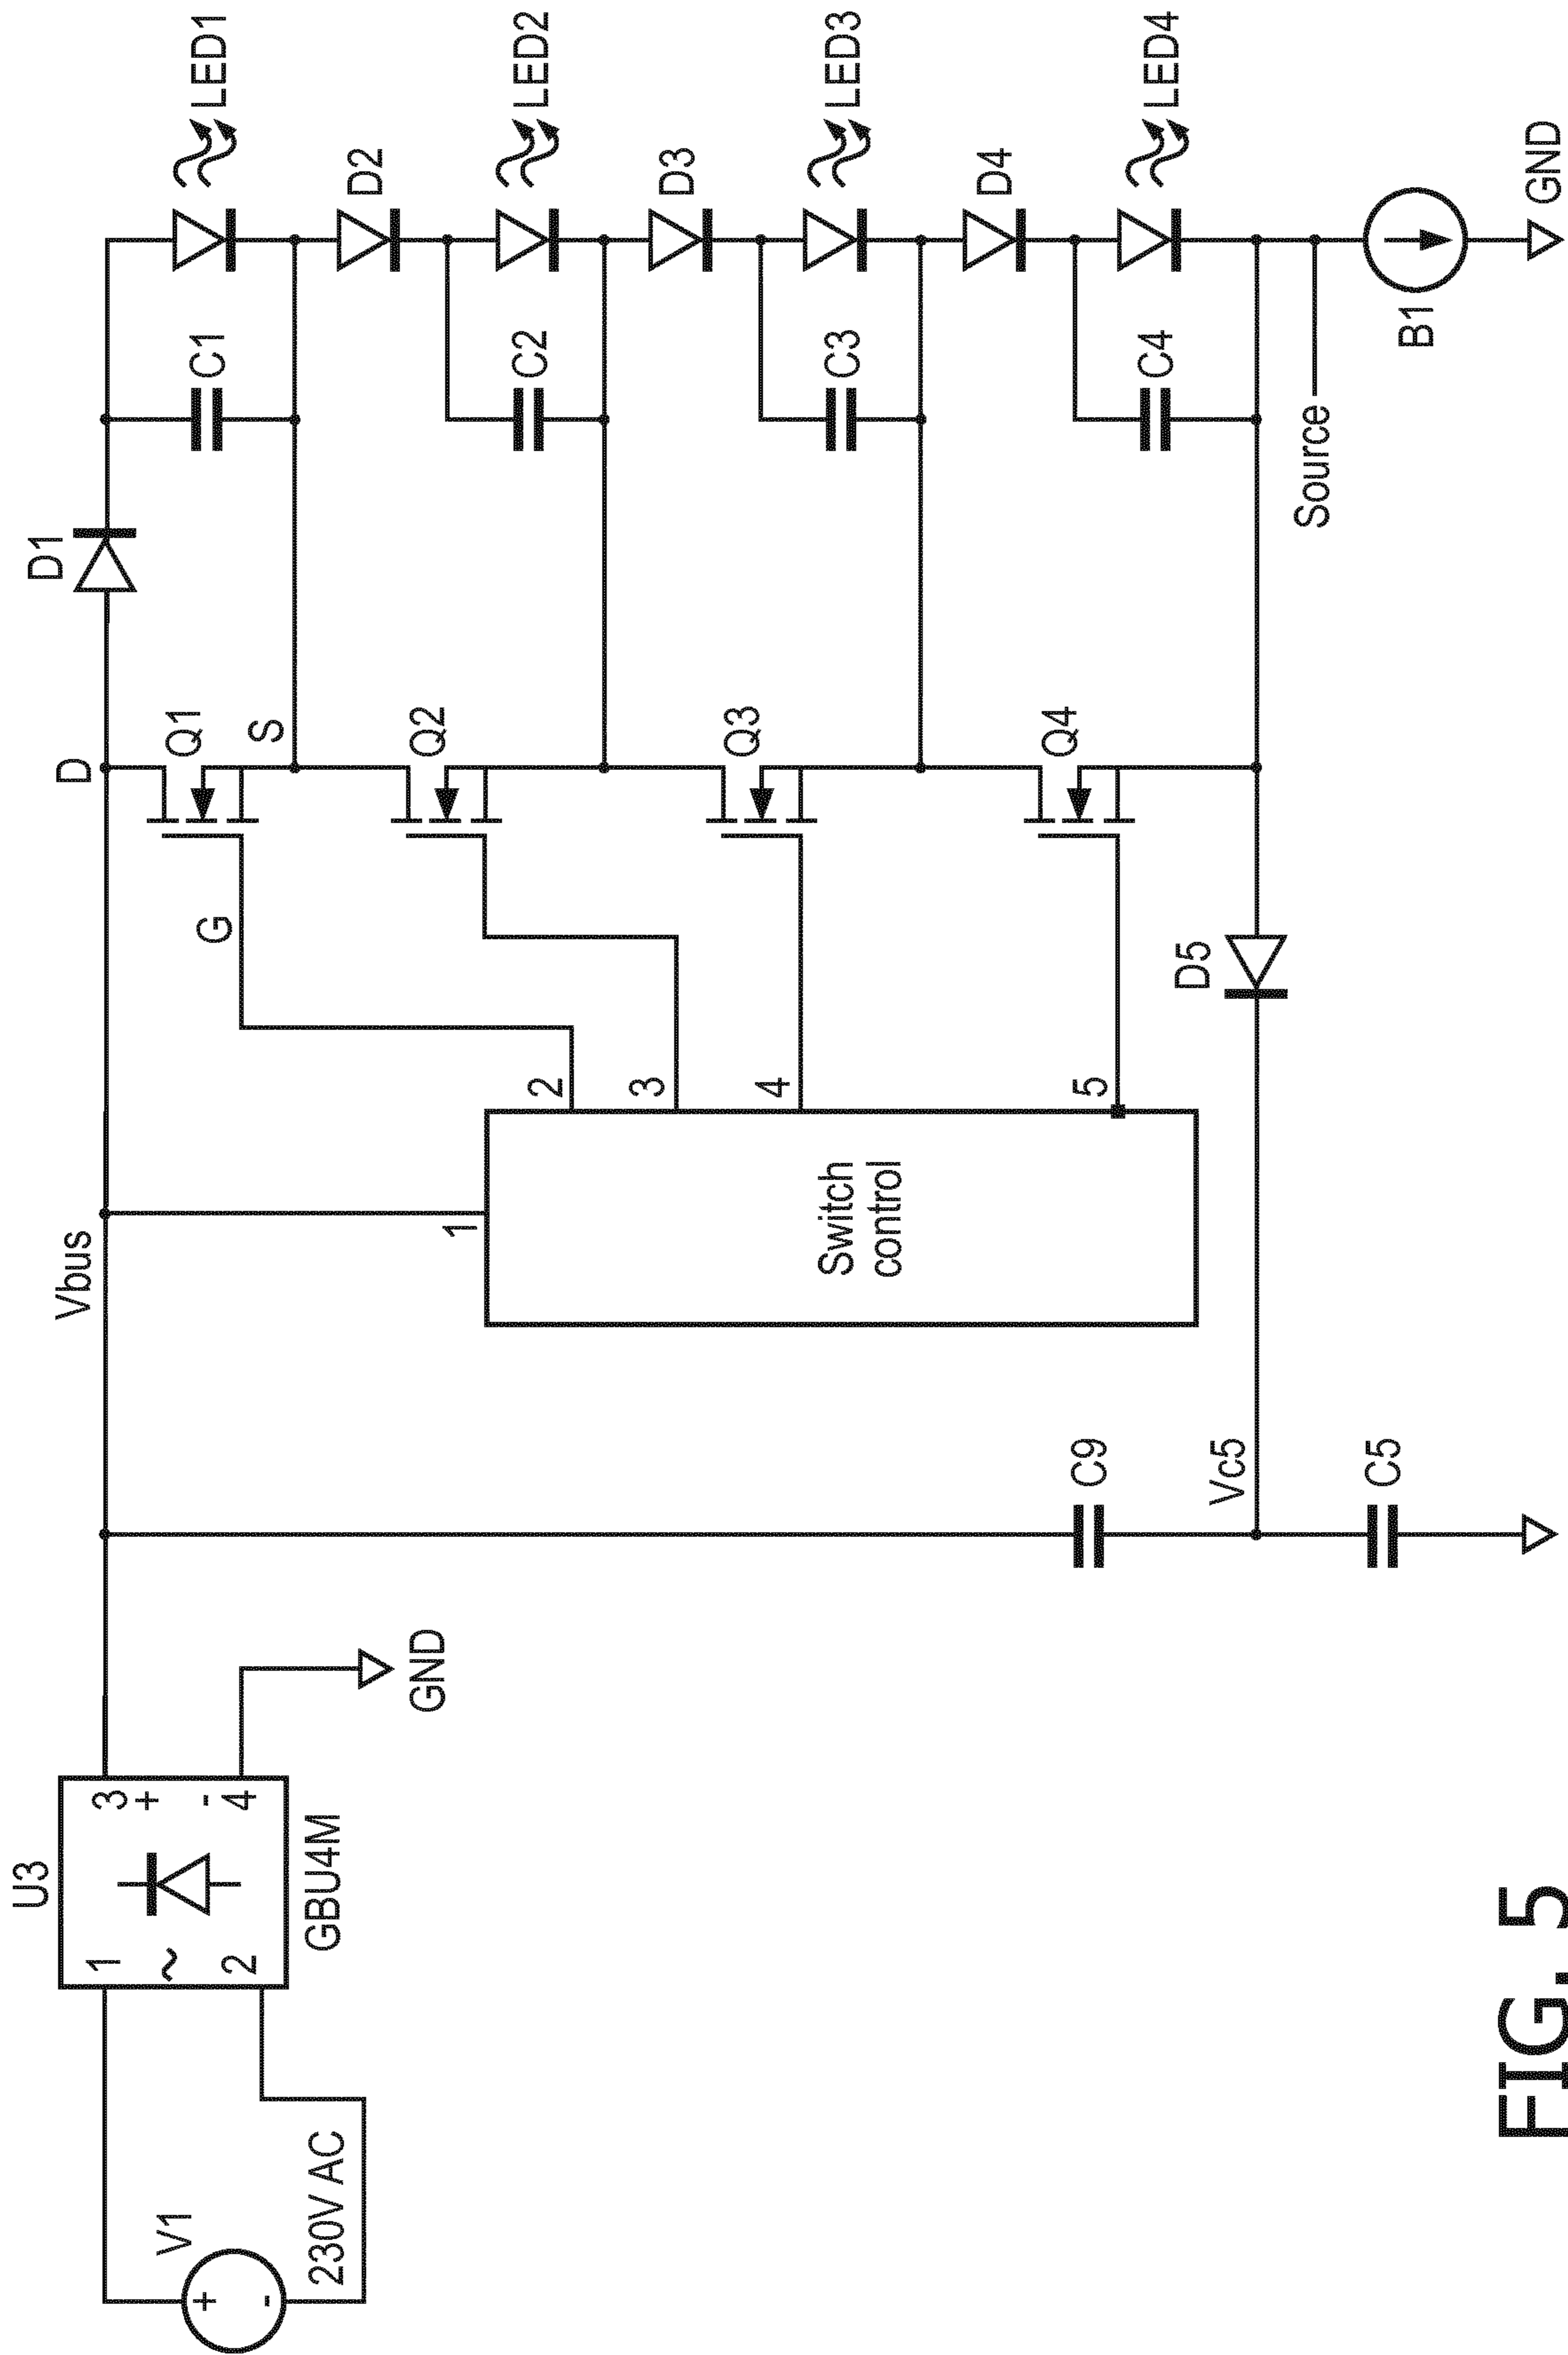 V1
+
-
230V AC
U3
1
~
2
3
+
-
4
GBU4M
GND
Vbus
C9
Vc5
C5
1
Switch
control
2
3
4
5
D
G
S
Q1
Q2
Q3
Q4
D5
D1
C1
C2
C3
C4
Source
B1
GND
D2
D3
D4
LED1
LED2
LED3
LED4
FIG. 5